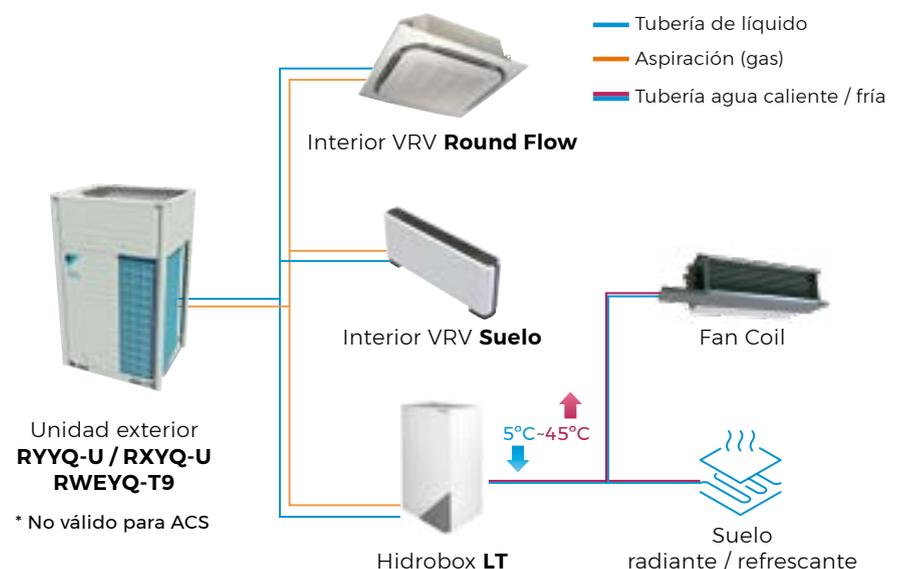 Tubería de líquido
Aspiración (gas)
Tubería agua caliente / fría
Interior VRV Round Flow
Interior VRV Suelo
Fan Coil
Unidad exterior
RYYQ-U / RXYQ-U
RWEYQ-T9
* No válido para ACS
5°C~45°C
Hidrobox LT
Suelo
radiante / refrescante